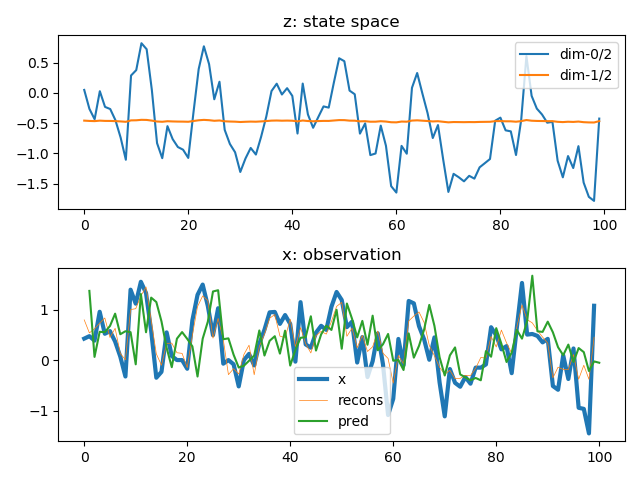 z: state space
0.5
0.0
−0.5
−1.0
−1.5
0
20
40
60
80
100
dim-0/2
dim-1/2
x: observation
1
0
−1
0
20
40
60
80
100
x
recons
pred